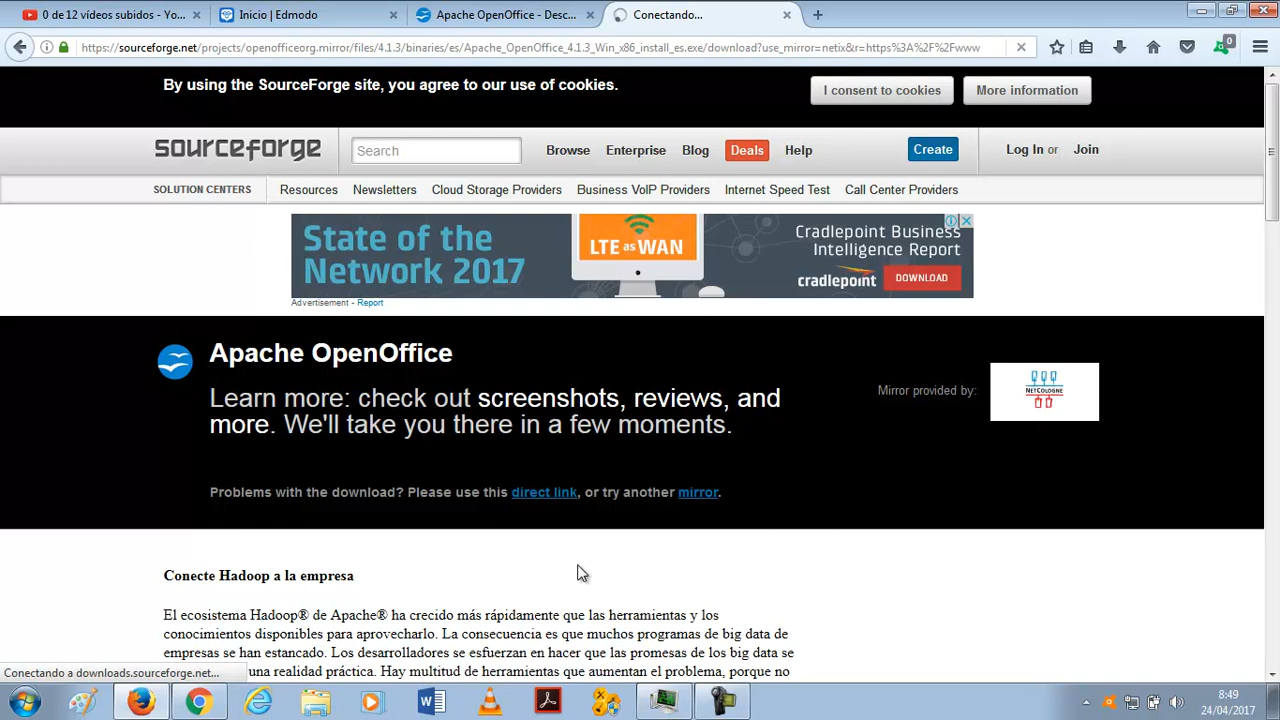 0 de 12 vídeos subidos - Yo...
Inicio | Edmodo
Apache OpenOffice - Desc...
Conectando...
https://sourceforge.net/projects/openofficeorg.mirror/files/4.1.3/binaries/es/Apache_OpenOffice_4.1.3_Win_x86_install_es.exe/download?use_mirror=netix&r=https%3A%2F%2Fwww
0
By using the SourceForge site, you agree to our use of cookies.
I consent to cookies
More information
sourceforge
Search
Browse
Enterprise
Blog
Deals
Help
Create
Log In or
Join
SOLUTION CENTERS
Resources
Newsletters
Cloud Storage Providers
Business VoIP Providers
Internet Speed Test
Call Center Providers
State of the
Network 2017
LTE as WAN
Cradlepoint Business
Intelligence Report
cradlepoint
DOWNLOAD
Advertisement - Report
Apache OpenOffice
Learn more: check out screenshots, reviews, and
more. We'll take you there in a few moments.
Mirror provided by:
NETCOLOGNE
Problems with the download? Please use this direct link, or try another mirror.
Conecte Hadoop a la empresa
El ecosistema Hadoop® de Apache® ha crecido más rápidamente que las herramientas y los
conocimientos disponibles para aprovecharlo. La consecuencia es que muchos programas de big data de
empresas se han estancado. Los desarrolladores se esfuerzan en hacer que las promesas de los big data se
una realidad práctica. Hay multitud de herramientas que aumentan el problema, porque no
Conectando a downloads.sourceforge.net...
8:49
24/04/2017